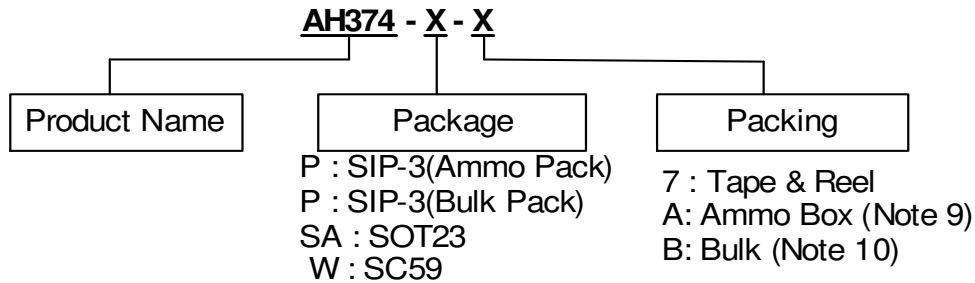 AH374 - X - X
Product Name
Package
Packing
P : SIP-3(Ammo Pack)
P : SIP-3(Bulk Pack)
SA : SOT23
W : SC59
7 : Tape & Reel
A: Ammo Box (Note 9)
B: Bulk (Note 10)